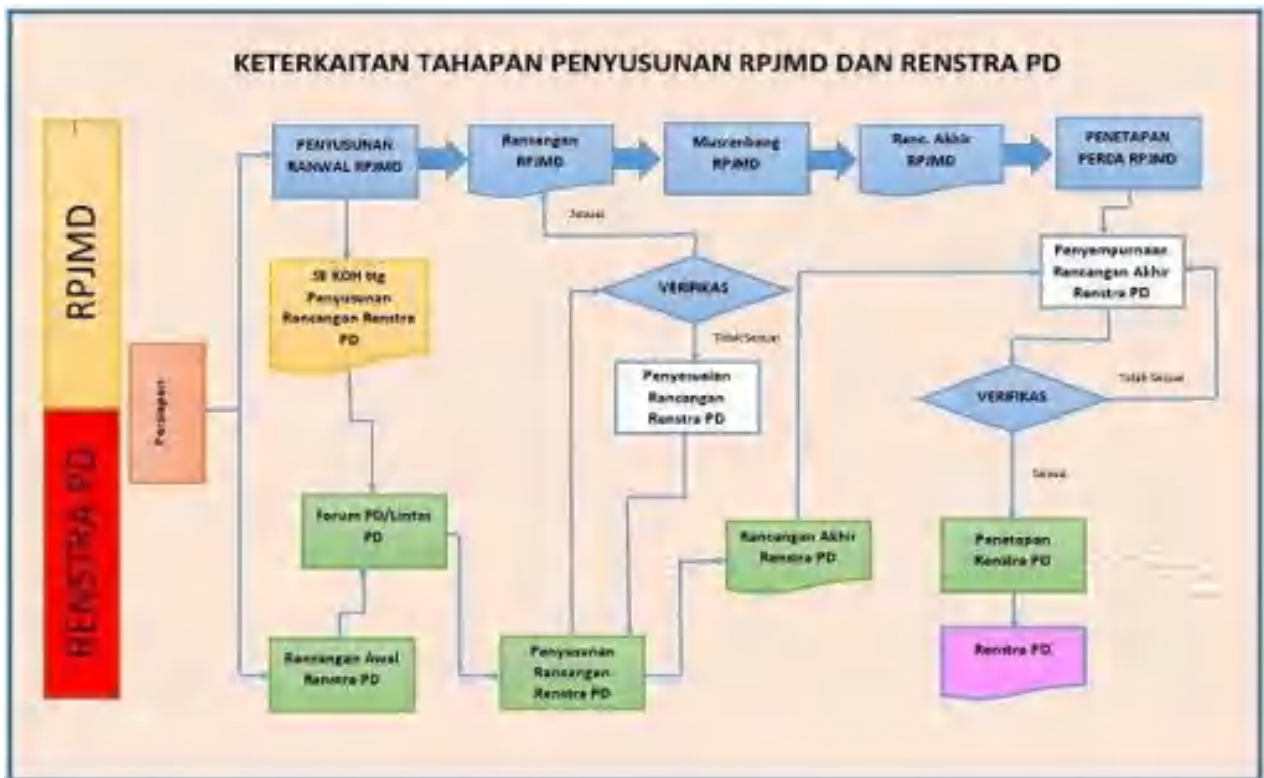 KETERKAITAN TAHAPAN PENYUSUNAN RPJMD DAN RENSTRA PD
RPJMD
RENSTRA PD
Persiapan
PENYUSUNAN
RANWAL RPJMD
Rancangan
RPJMD
Musrenbang
RPJMD
Ranc. Akhir
RPJMD
PENETAPAN
PERDA RPJMD
Sesuai
SE KDH ttg
Penyusunan
Rancangan Renstra
PD
VERIFIKAS
Tidak Sesuai
Penyesuaian
Rancangan
Renstra PD
Penyempurnaan
Rancangan Akhir
Renstra PD
VERIFIKAS
Tidak Sesuai
Sesuai
Forum PD/Lintas
PD
Rancangan Awal
Renstra PD
Penyusunan
Rancangan
Renstra PD
Rancangan Akhir
Renstra PD
Penetapan
Renstra PD
Renstra PD